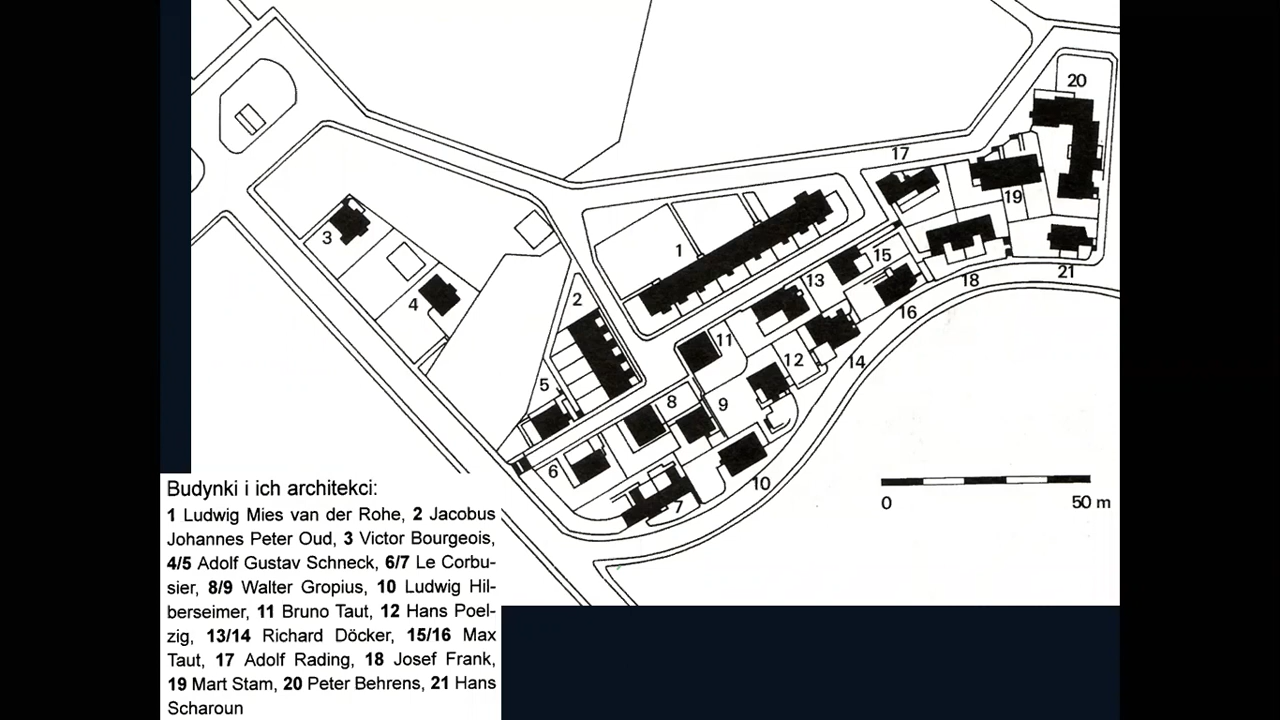 20
17
19
3
1
15
21
13
18
4
2
16
11
12
14
5
8
9
6
10
7
0 50 m
Budynki i ich architekci:
1 Ludwig Mies van der Rohe, 2 Jacobus
Johannes Peter Oud, 3 Victor Bourgeois,
4/5 Adolf Gustav Schneck, 6/7 Le Corbu-
sier, 8/9 Walter Gropius, 10 Ludwig Hil-
berseimer, 11 Bruno Taut, 12 Hans Poel-
zig, 13/14 Richard Döcker, 15/16 Max
Taut, 17 Adolf Rading, 18 Josef Frank,
19 Mart Stam, 20 Peter Behrens, 21 Hans
Scharoun